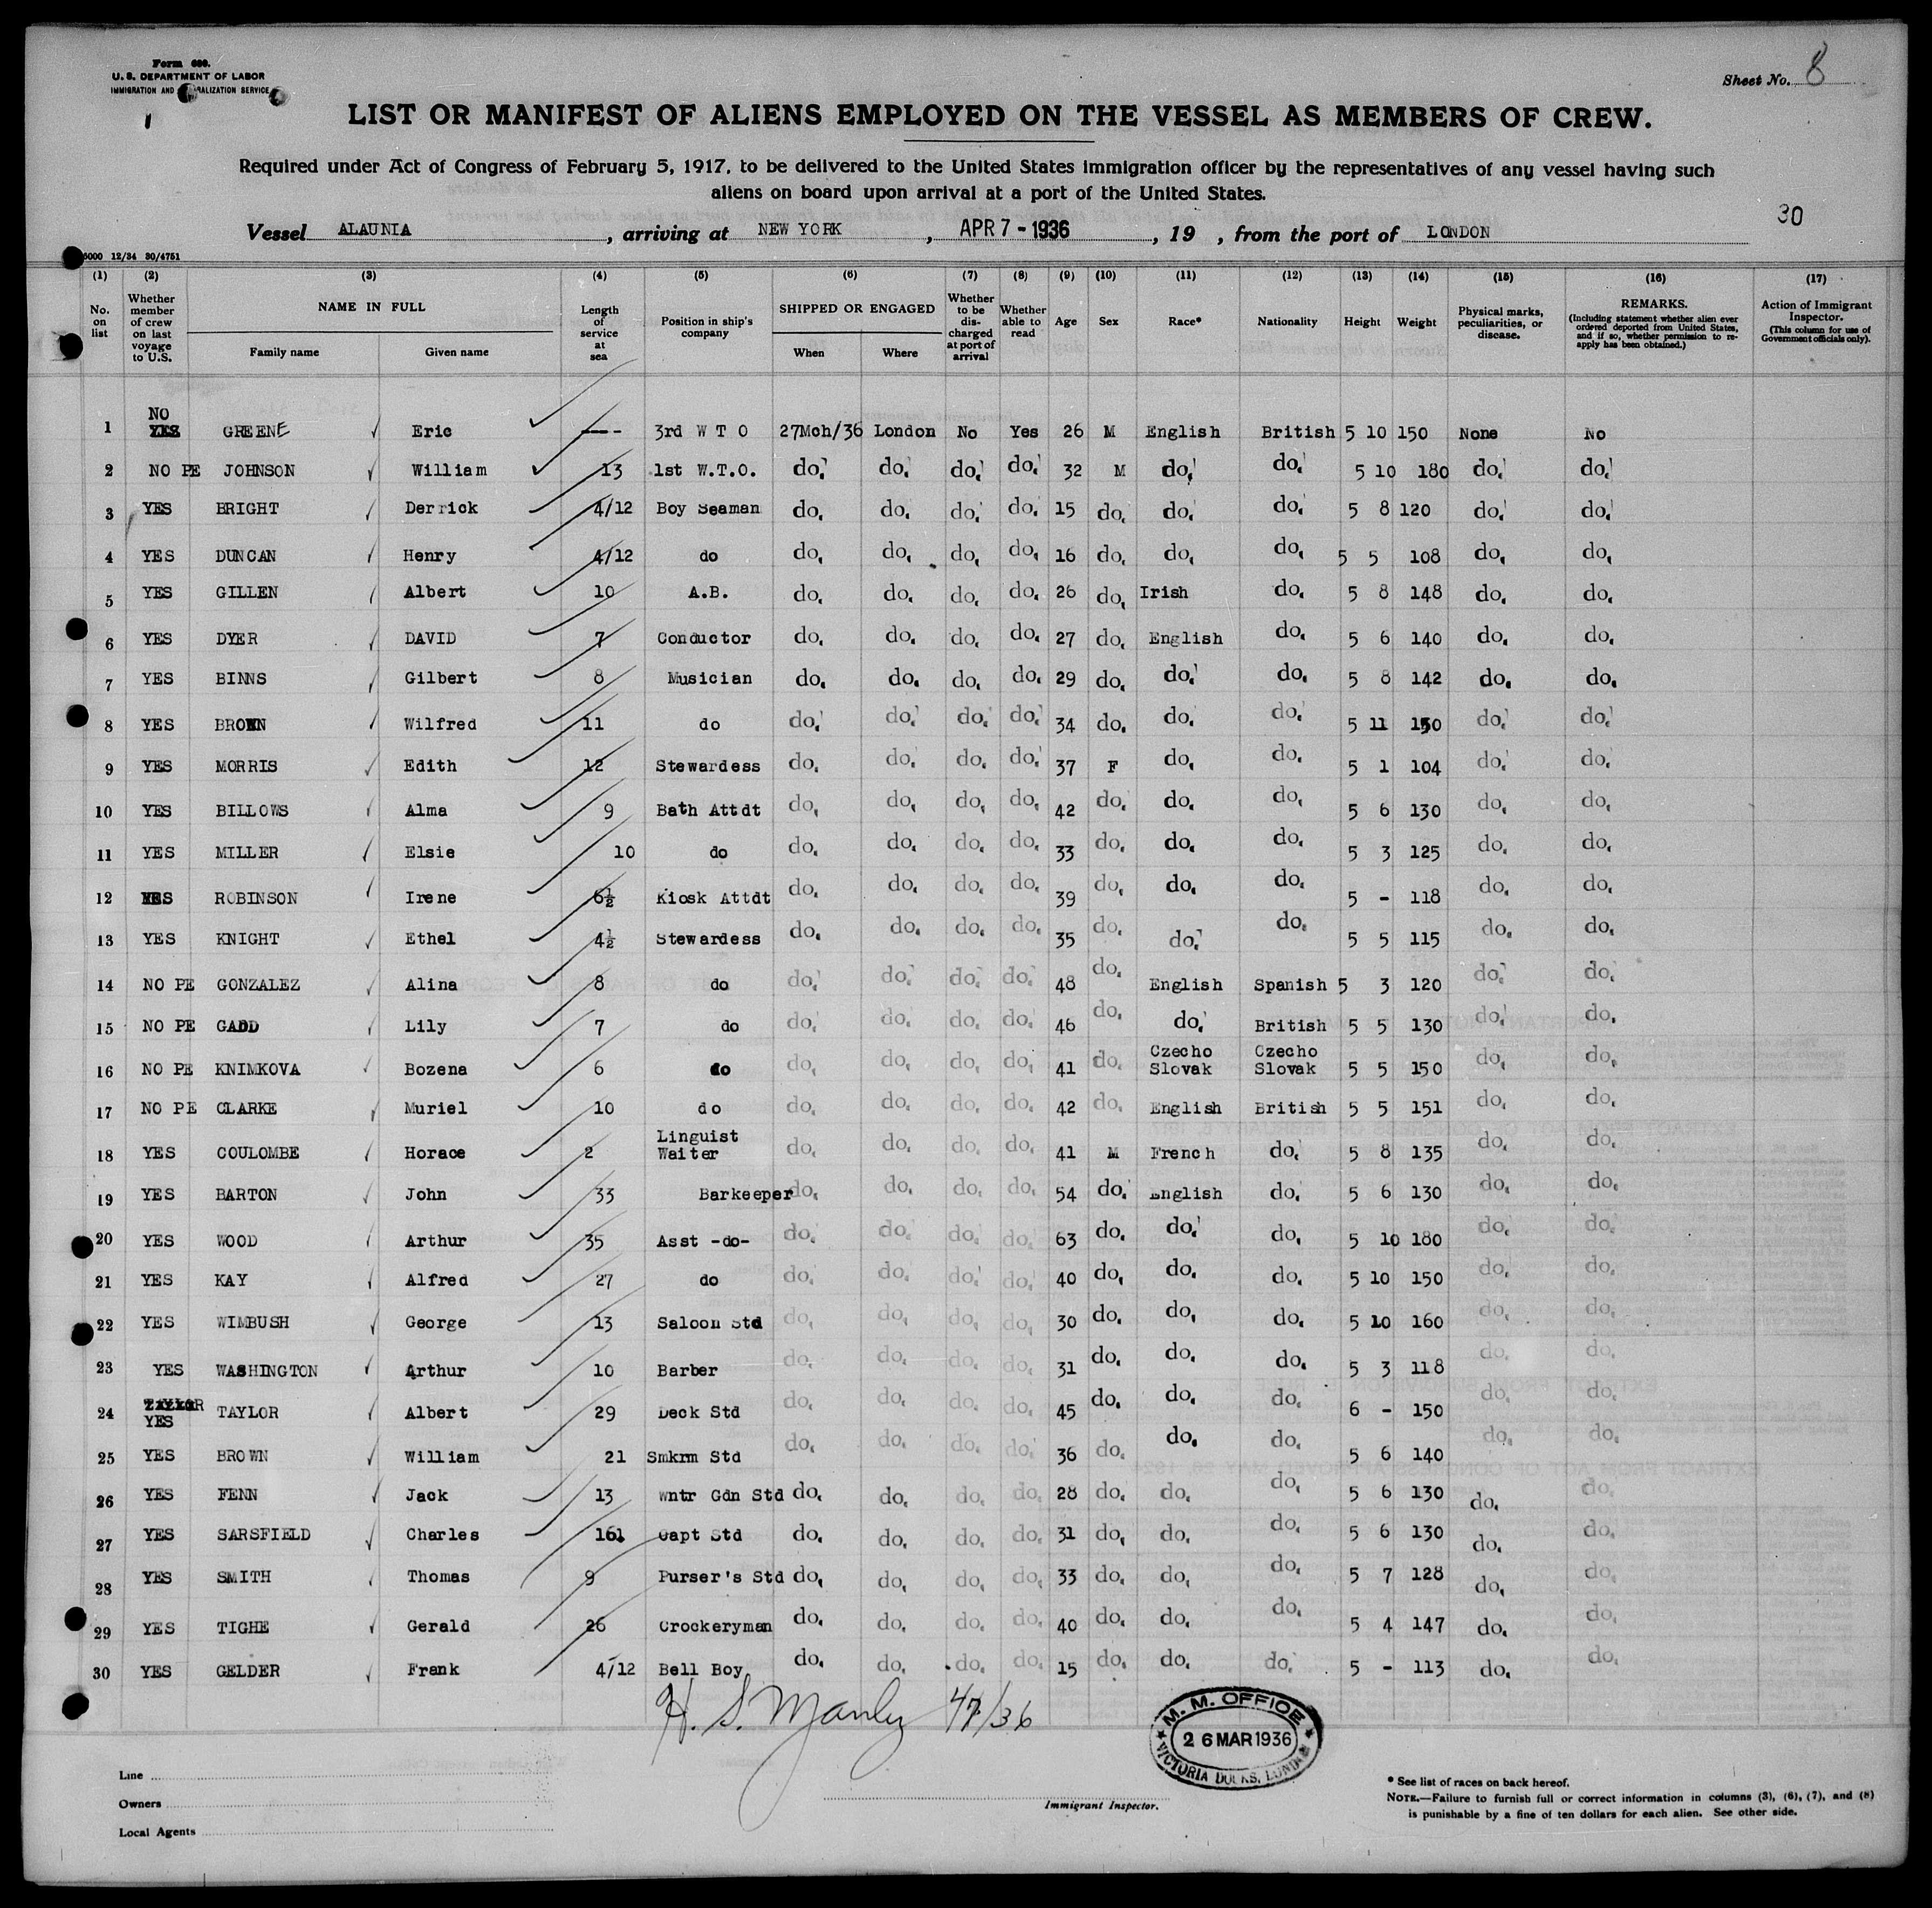 Form 680.
U. S. DEPARTMENT OF LABOR
IMMIGRATION AND NATURALIZATION SERVICE
Sheet No. 8
LIST OR MANIFEST OF ALIENS EMPLOYED ON THE VESSEL AS MEMBERS OF CREW.
Required under Act of Congress of February 5, 1917, to be delivered to the United States immigration officer by the representatives of any vessel having such
aliens on board upon arrival at a port of the United States.
30
Vessel ALAUNIA, arriving at NEW YORK, APR 7 - 1936, 19 , from the port of LONDON
5000 12/34 30/4751
(1) (2) (3) (4) (5) (6) (7) (8) (9) (10) (11) (12) (13) (14) (15) (16) (17)
No. on list | Whether member of crew on last voyage to U.S. | NAME IN FULL Family name Given name | Length of service at sea | Position in ship's company | SHIPPED OR ENGAGED When Where | Whether to be discharged at port of arrival | Whether able to read | Age | Sex | Race* | Nationality | Height | Weight | Physical marks, peculiarities, or disease. | REMARKS. (Including statement whether alien ever ordered deported from United States, and if so, whether permission to reapply has been obtained.) | Action of Immigrant Inspector. (This column for use of Government officials only).
1 NO YES GREENE Eric --- 3rd W T O 27Mch/36 London No Yes 26 M English British 5 10 150 None No
2 NO PE JOHNSON William 13 1st W.T.O. do. do. do. do. 32 M do. do. 5 10 180 do. do.
3 YES BRIGHT Derrick 4/12 Boy Seaman do. do. do. do. 15 do. do. do. 5 8 120 do. do.
4 YES DUNCAN Henry 4/12 do do. do. do. do. 16 do. do. do. 5 5 108 do. do.
5 YES GILLEN Albert 10 A.B. do. do. do. do. 26 do. Irish do. 5 8 148 do. do.
6 YES DYER DAVID 7 Conductor do. do. do. do. 27 do. English do. 5 6 140 do. do.
7 YES BINNS Gilbert 8 Musician do. do. do. do. 29 do. do. do. 5 8 142 do. do.
8 YES BROWN Wilfred 11 do do. do. do. do. 34 do. do. do. 5 11 150 do. do.
9 YES MORRIS Edith 12 Stewardess do. do. do. do. 37 F do. do. 5 1 104 do. do.
10 YES BILLOWS Alma 9 Bath Attdt do. do. do. do. 42 do. do. do. 5 6 130 do. do.
11 YES MILLER Elsie 10 do do. do. do. do. 33 do. do. do. 5 3 125 do. do.
12 YES ROBINSON Irene 6½ Kiosk Attdt do. do. do. do. 39 do. do. do. 5 - 118 do. do.
13 YES KNIGHT Ethel 4½ Stewardess do. do. do. do. 35 do. do. do. 5 5 115 do. do.
14 NO PE GONZALEZ Alina 8 do do. do. do. do. 48 do. English Spanish 5 3 120 do. do.
15 NO PE GADD Lily 7 do do. do. do. do. 46 do. do. British 5 5 130 do. do.
16 NO PE KNIMKOVA Bozena 6 do do. do. do. do. 41 do. Czecho Slovak Czecho Slovak 5 5 150 do. do.
17 NO PE CLARKE Muriel 10 do do. do. do. do. 42 do. English British 5 5 151 do. do.
18 YES COULOMBE Horace 2 Linguist Waiter do. do. do. do. 41 M French do. 5 8 135 do. do.
19 YES BARTON John 33 Barkeeper do. do. do. do. 54 do. English do. 5 6 130 do. do.
20 YES WOOD Arthur 35 Asst -do- do. do. do. do. 63 do. do. do. 5 10 180 do. do.
21 YES KAY Alfred 27 do do. do. do. do. 40 do. do. do. 5 10 150 do. do.
22 YES WIMBUSH George 13 Saloon Std do. do. do. do. 30 do. do. do. 5 10 160 do. do.
23 YES WASHINGTON Arthur 10 Barber do. do. do. do. 31 do. do. do. 5 3 118 do. do.
24 TAYLOR YES TAYLOR Albert 29 Deck Std do. do. do. do. 45 do. do. do. 6 - 150 do. do.
25 YES BROWN William 21 Smkrm Std do. do. do. do. 36 do. do. do. 5 6 140 do. do.
26 YES FENN Jack 13 Wntr Gdn Std do. do. do. do. 28 do. do. do. 5 6 130 do. do.
27 YES SARSFIELD Charles 161 Capt Std do. do. do. do. 31 do. do. do. 5 6 130 do. do.
28 YES SMITH Thomas 9 Purser's Std do. do. do. do. 33 do. do. do. 5 7 128 do. do.
29 YES TIGHE Gerald 26 Crockeryman do. do. do. do. 40 do. do. do. 5 4 147 do. do.
30 YES GELDER Frank 4/12 Bell Boy do. do. do. do. 15 do. do. do. 5 - 113 do. do.
H. S. Manley 4/7/36
M. M. OFFICE
26 MAR 1936
VICTORIA DOCKS, LONDON
Line
Owners
Local Agents
Immigrant Inspector.
* See list of races on back hereof.
NOTE.—Failure to furnish full or correct information in columns (3), (6), (7), and (8)
is punishable by a fine of ten dollars for each alien. See other side.